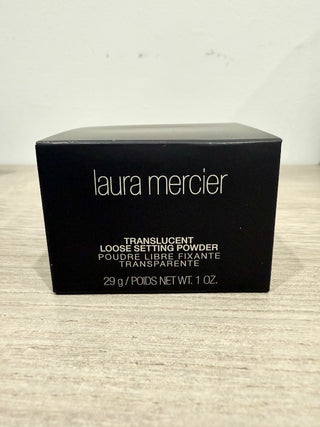 laura mercier
TRANSLUCENT
LOOSE SETTING POWDER
POUDRE LIBRE FIXANTE
TRANSPARENTE
29 g / POIDS NET WT. 1 OZ.